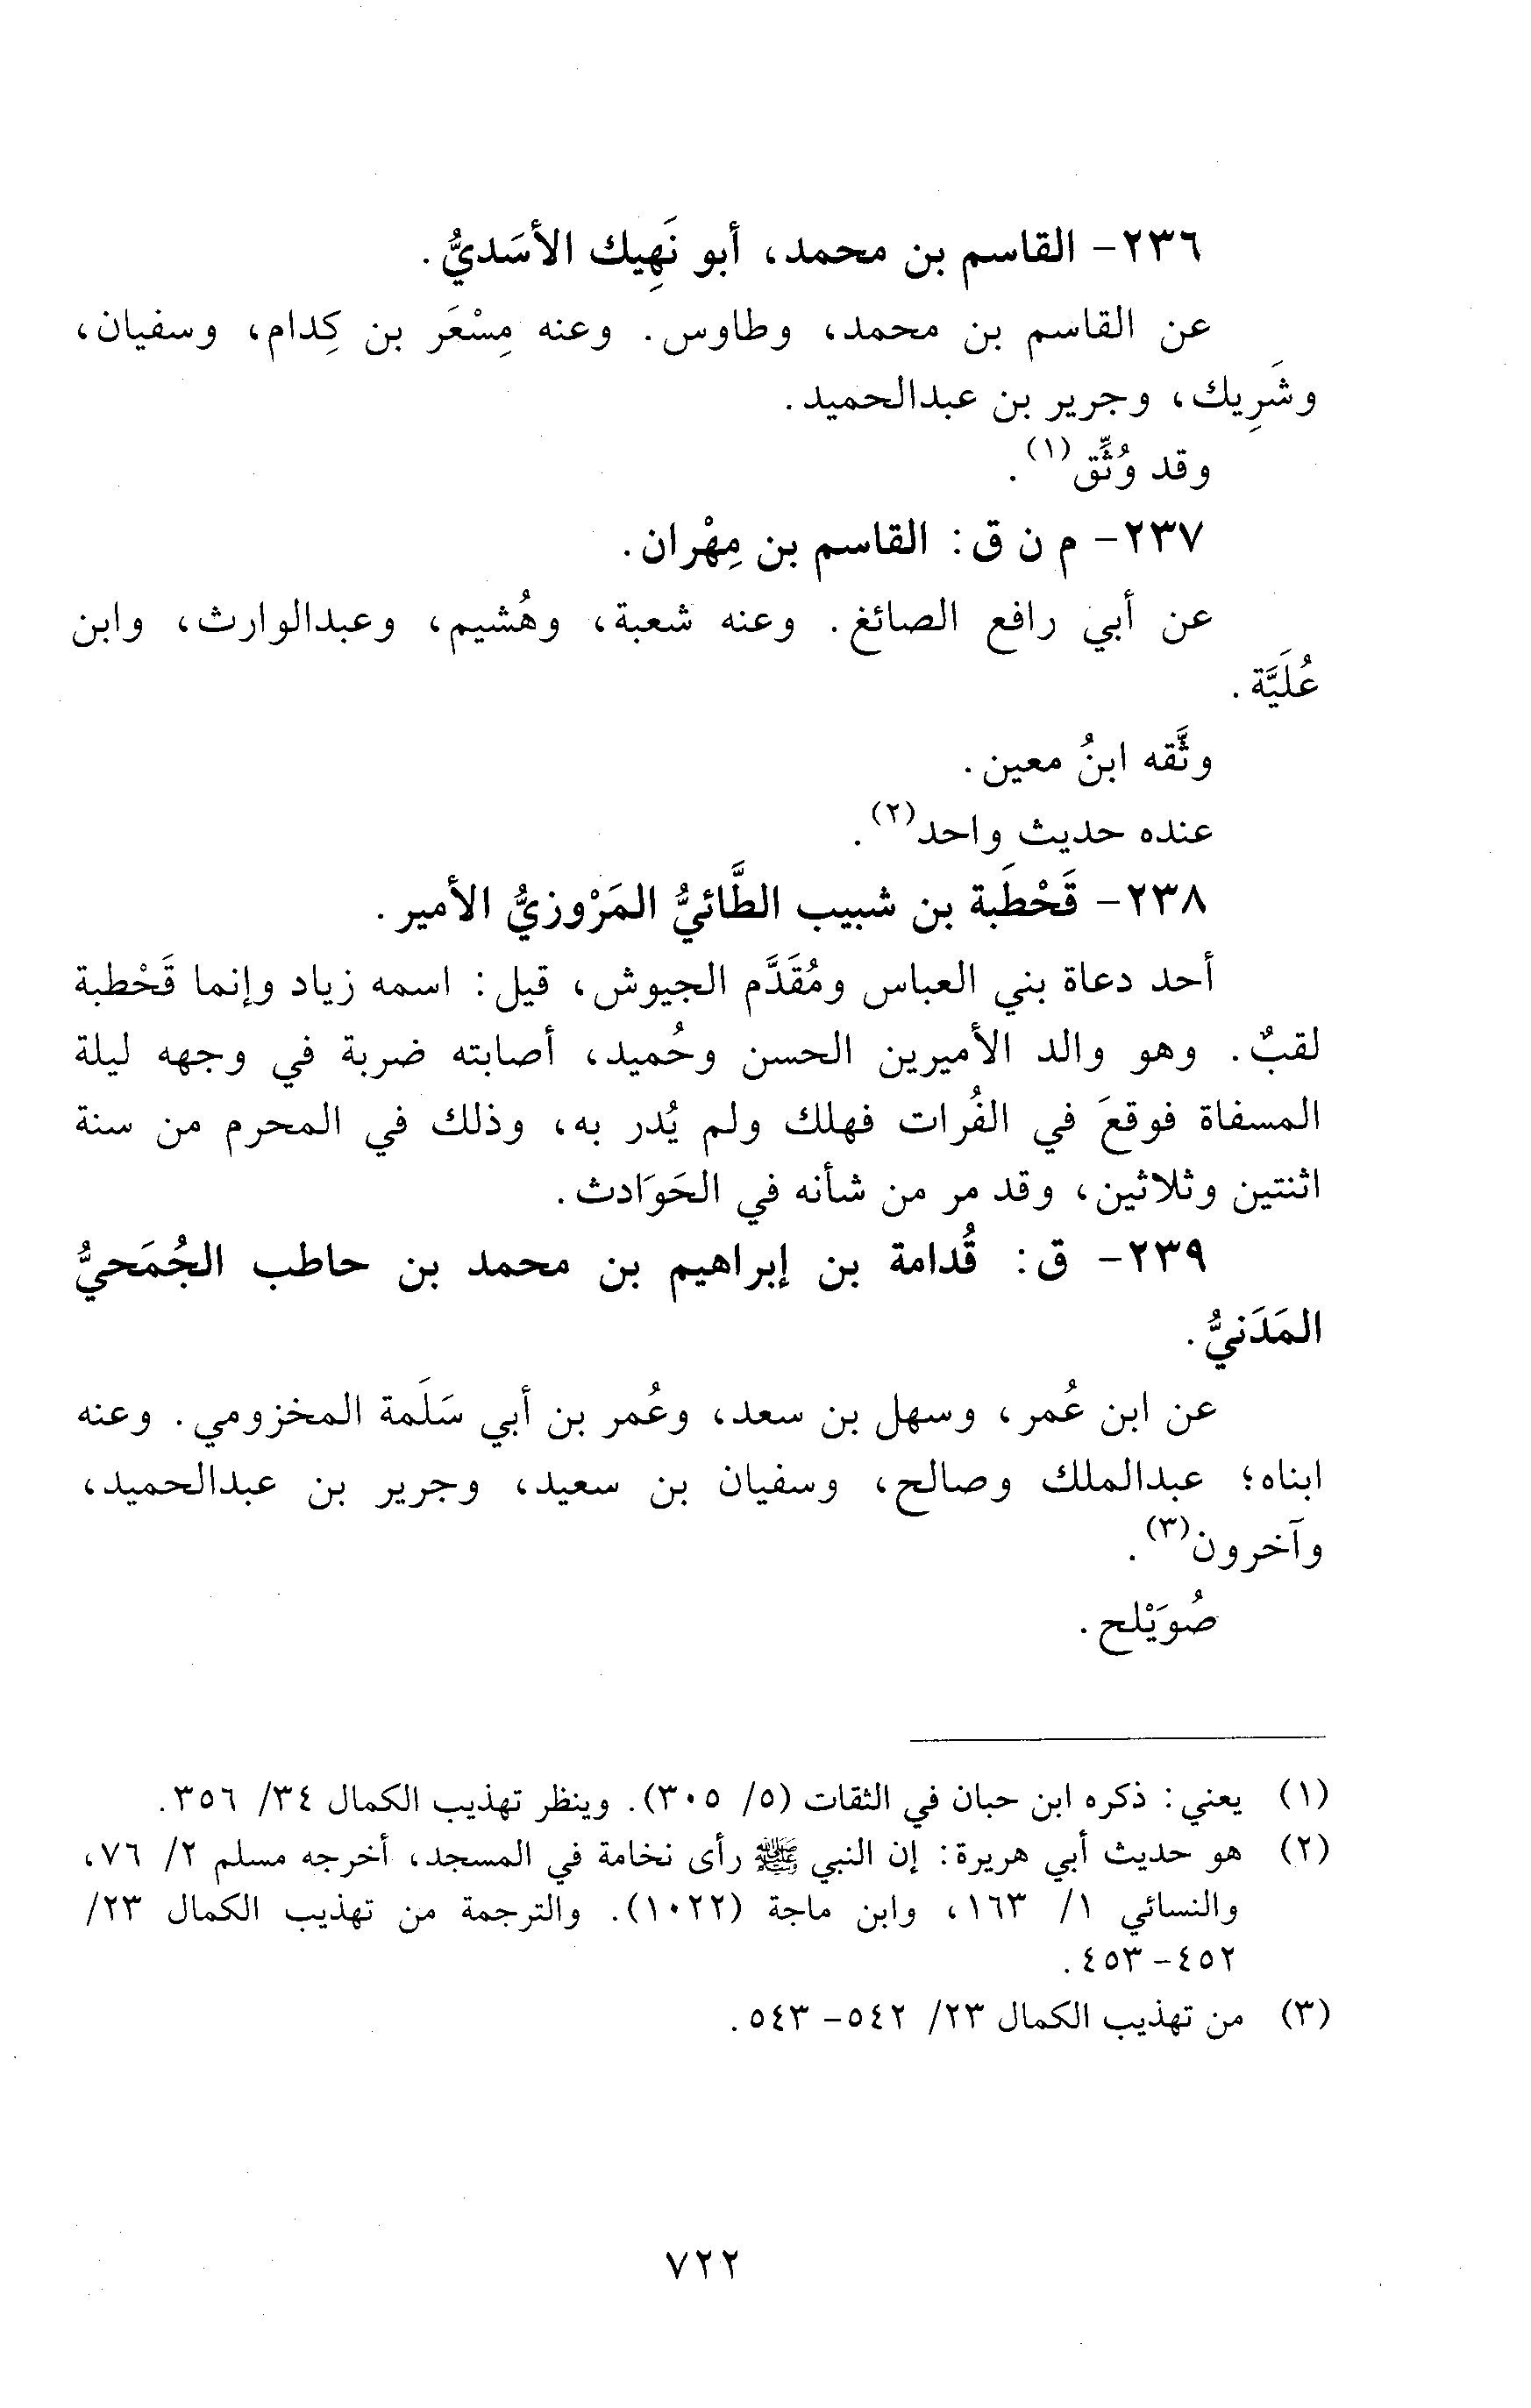 ٢٣٦- القاسم بن محمد، أبو نَهِيك الأسَديُّ.
عن القاسم بن محمد، وطاوس. وعنه مِسْعَر بن كِدام، وسفيان،
وشَرِيك، وجرير بن عبدالحميد.
وقد وُثِّق(١).
٢٣٧- م ن ق: القاسم بن مِهْران.
عن أبي رافع الصائغ. وعنه شعبة، وهُشيم، وعبدالوارث، وابن
عُلَيَّة.
وثَّقه ابنُ معين.
عنده حديث واحد(٢).
٢٣٨- قَحْطَبة بن شبيب الطَّائيُّ المَرْوزيُّ الأمير.
أحد دعاة بني العباس ومُقَدَّم الجيوش، قيل: اسمه زياد وإنما قَحْطبة
لقبٌ. وهو والد الأميرين الحسن وحُميد، أصابته ضربة في وجهه ليلة
المسفاة فوقعَ في الفُرات فهلك ولم يُدر به، وذلك في المحرم من سنة
اثنتين وثلاثين، وقد مر من شأنه في الحَوَادث.
٢٣٩- ق: قُدامة بن إبراهيم بن محمد بن حاطب الجُمَحيُّ
المَدَنيُّ.
عن ابن عُمر، وسهل بن سعد، وعُمر بن أبي سَلَمة المخزومي. وعنه
ابناه؛ عبدالملك وصالح، وسفيان بن سعيد، وجرير بن عبدالحميد،
وآخرون(٣).
صُوَيْلح.
(١) يعني: ذكره ابن حبان في الثقات (٥/ ٣٠٥). وينظر تهذيب الكمال ٣٤/ ٣٥٦.
(٢) هو حديث أبي هريرة: إن النبي ﷺ رأى نخامة في المسجد، أخرجه مسلم ٢/ ٧٦،
والنسائي ١/ ١٦٣، وابن ماجة (١٠٢٢). والترجمة من تهذيب الكمال ٢٣/
٤٥٢-٤٥٣.
(٣) من تهذيب الكمال ٢٣/ ٥٤٢- ٥٤٣.
٧٢٢